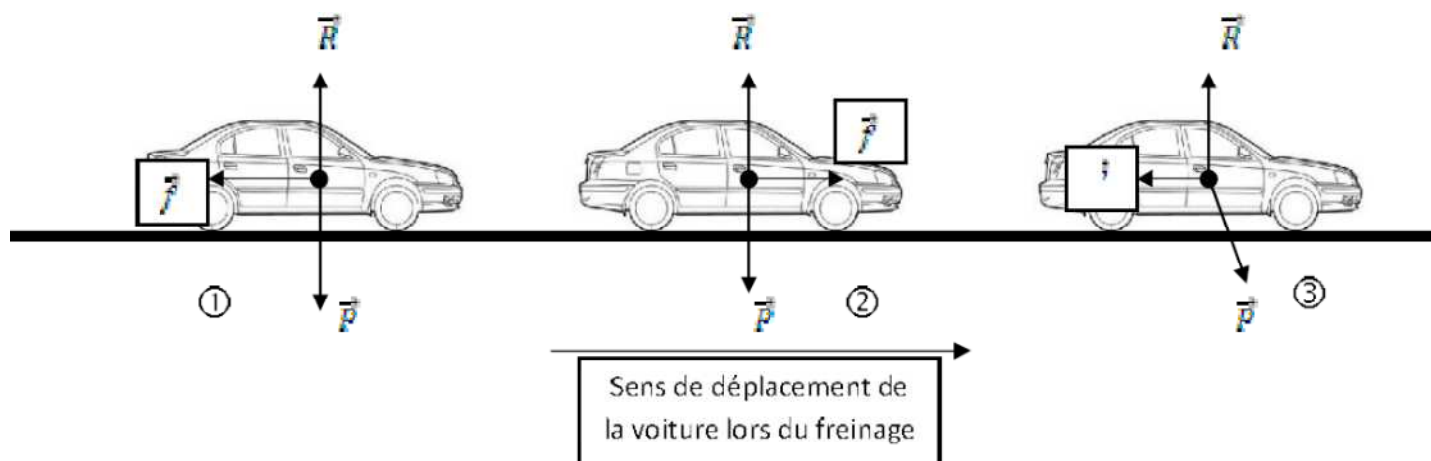 R⃗ R⃗ R⃗
f⃗ f⃗
① P⃗ P⃗ ② P⃗ ③
Sens de déplacement de
la voiture lors du freinage